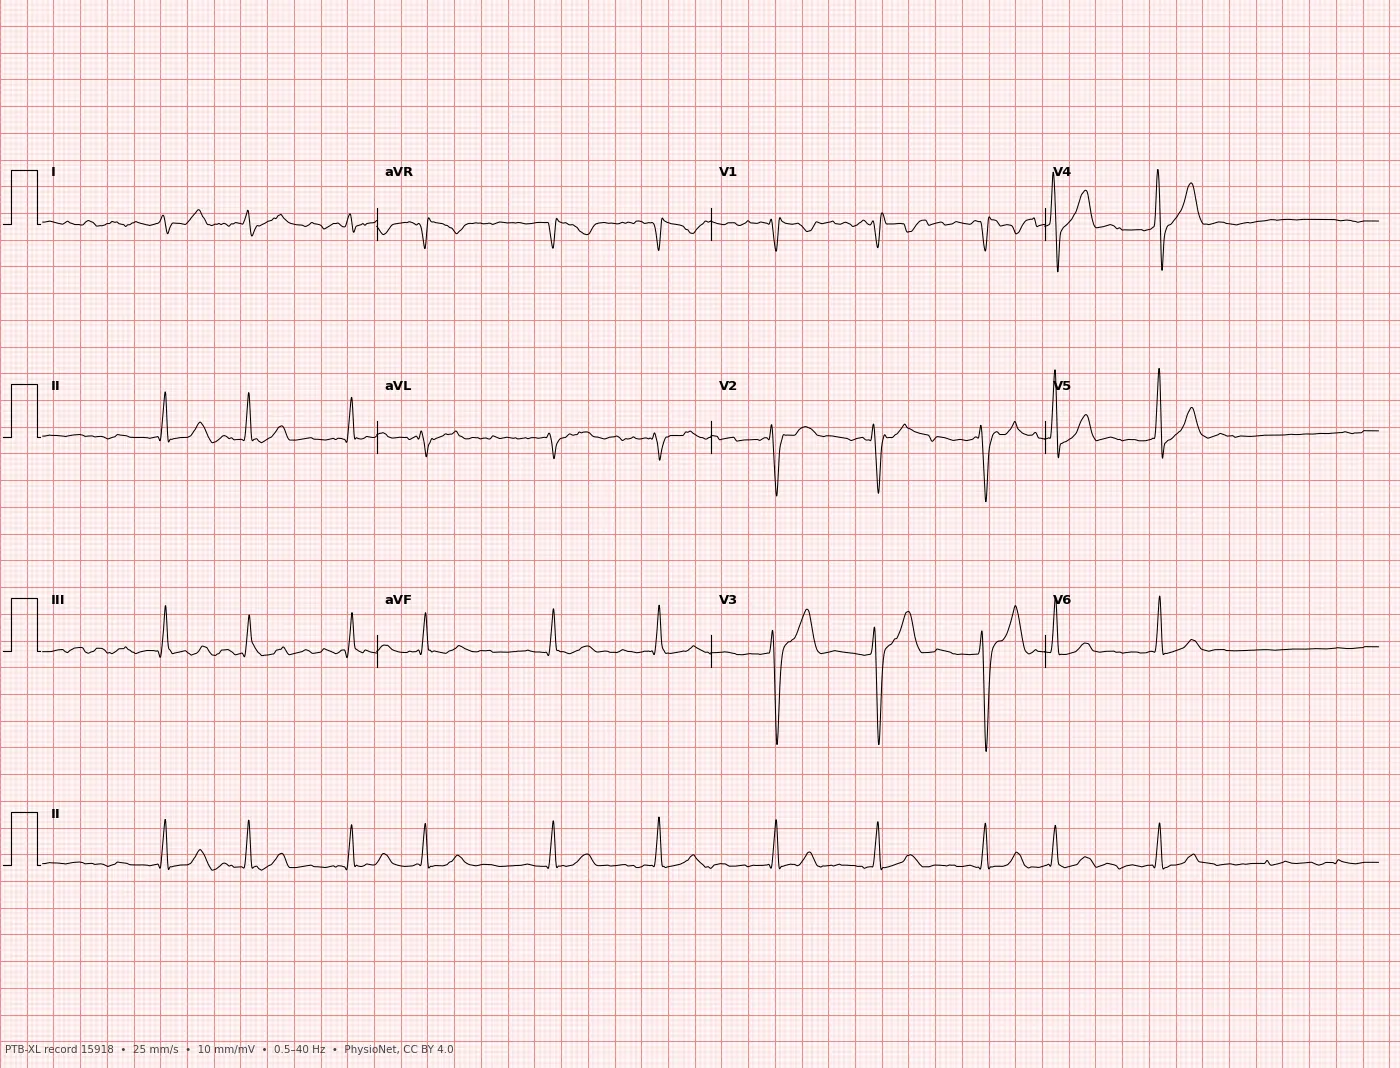 I aVR V1 V4
II aVL V2 V5
III aVF V3 V6
II
PTB-XL record 15918 • 25 mm/s • 10 mm/mV • 0.5–40 Hz • PhysioNet, CC BY 4.0